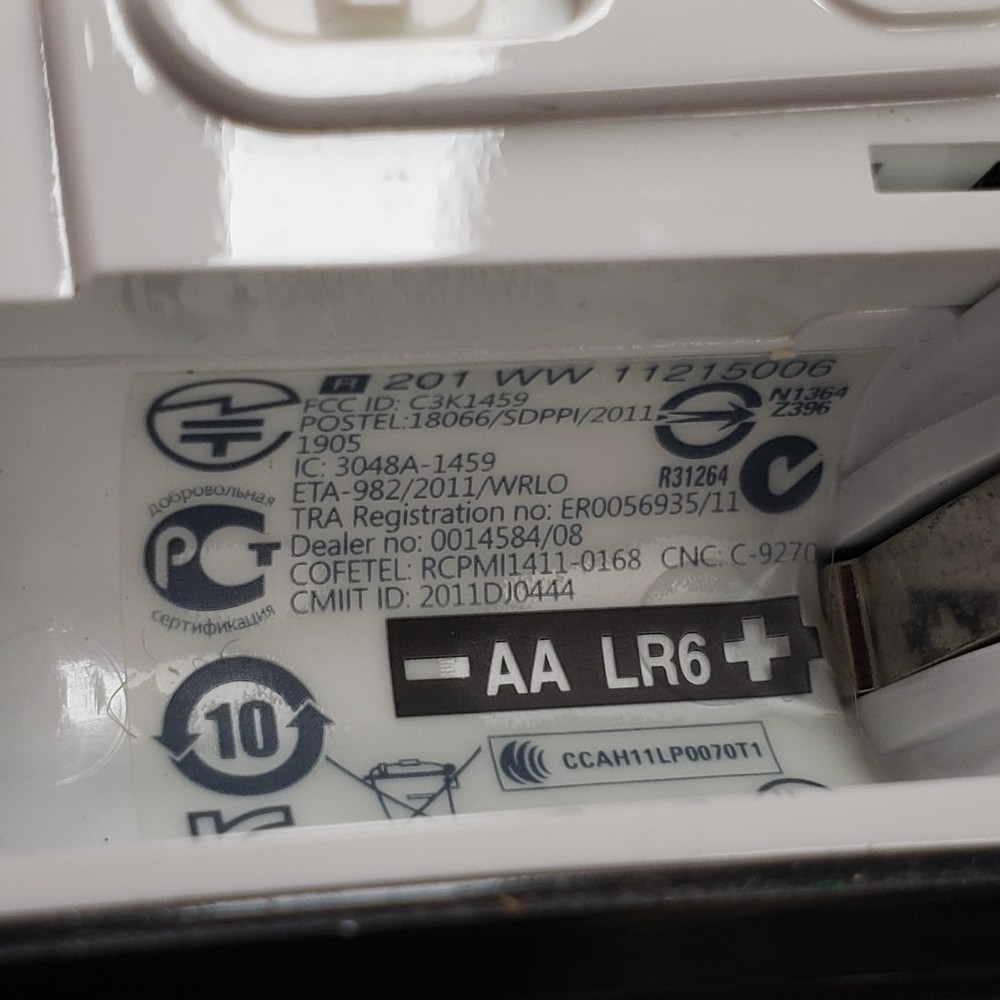 R 201 WW 11215006
FCC ID: C3K1459
POSTEL:18066/SDPPI/2011
1905
N1364
Z396
IC: 3048A-1459
R31264
ETA-982/2011/WRLO
TRA Registration no: ER0056935/11
Dealer no: 0014584/08
COFETEL: RCPMI1411-0168 CNC: C-9270
CMIIT ID: 2011DJ0444
добровольная
РСТ
сертификация
- AA LR6 +
10
CCAH11LP0070T1